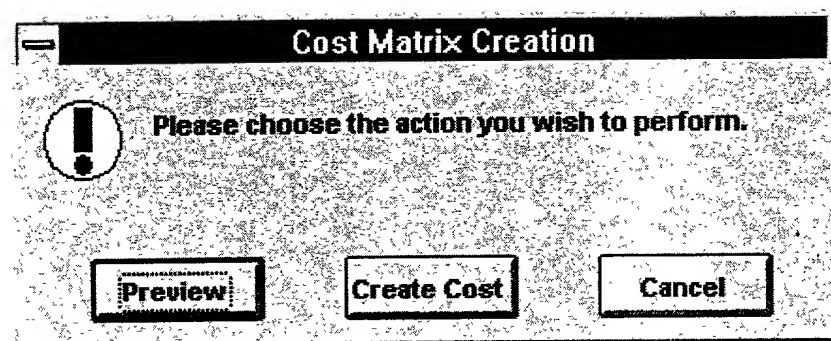 Cost Matrix Creation
Please choose the action you wish to perform.
Preview
Create Cost
Cancel